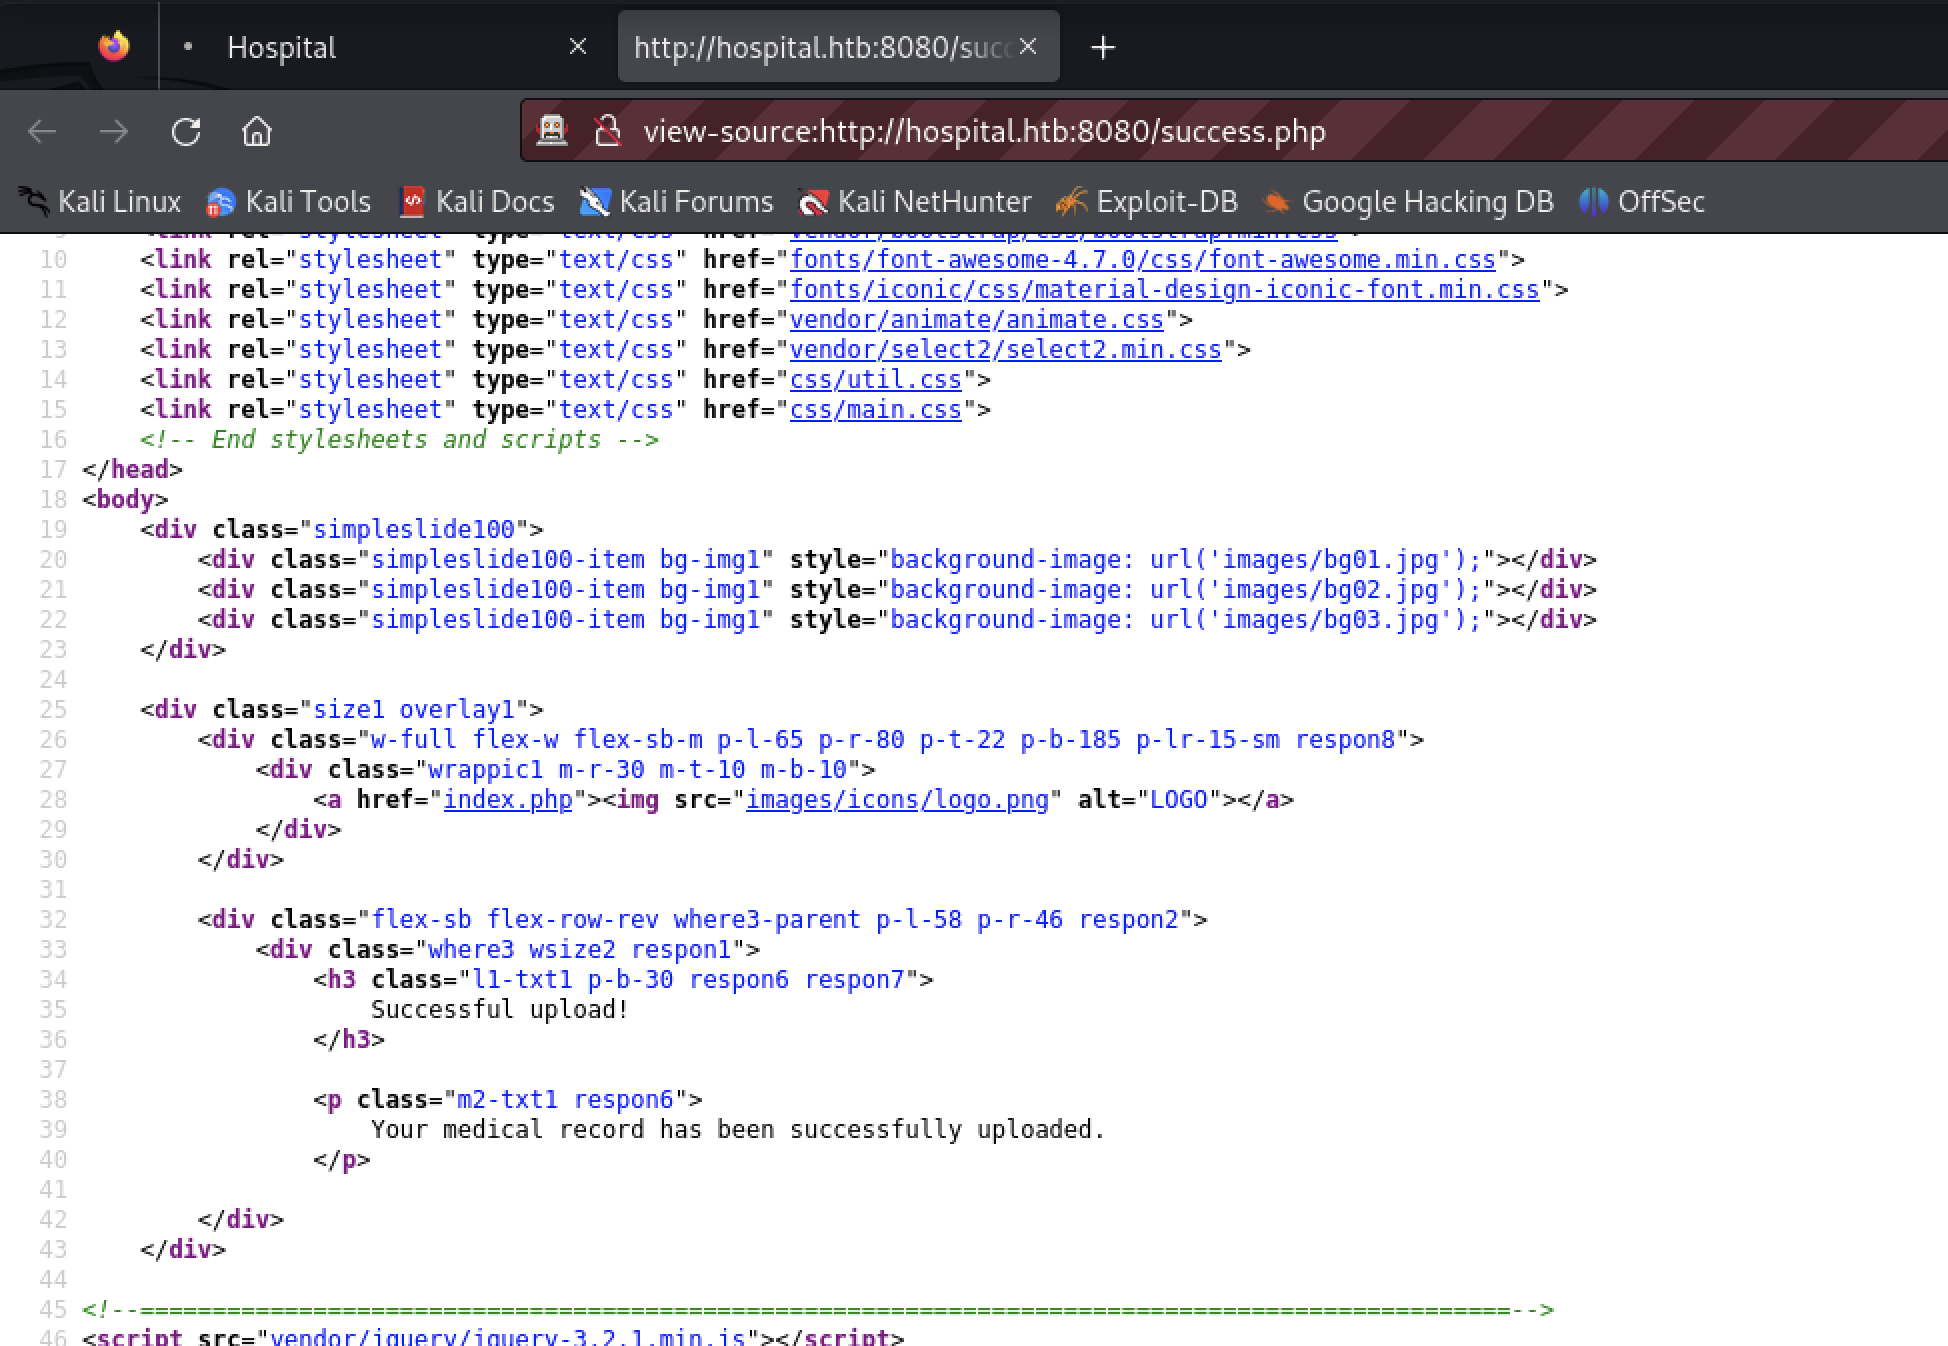 Hospital
http://hospital.htb:8080/succ
view-source:http://hospital.htb:8080/success.php
Kali Linux Kali Tools Kali Docs Kali Forums Kali NetHunter Exploit-DB Google Hacking DB OffSec
<link rel="stylesheet" type="text/css" href="vendor/bootstrap/css/bootstrap.min.css">
10 <link rel="stylesheet" type="text/css" href="fonts/font-awesome-4.7.0/css/font-awesome.min.css">
11 <link rel="stylesheet" type="text/css" href="fonts/iconic/css/material-design-iconic-font.min.css">
12 <link rel="stylesheet" type="text/css" href="vendor/animate/animate.css">
13 <link rel="stylesheet" type="text/css" href="vendor/select2/select2.min.css">
14 <link rel="stylesheet" type="text/css" href="css/util.css">
15 <link rel="stylesheet" type="text/css" href="css/main.css">
16 <!-- End stylesheets and scripts -->
17 </head>
18 <body>
19 <div class="simpleslide100">
20 <div class="simpleslide100-item bg-img1" style="background-image: url('images/bg01.jpg');"></div>
21 <div class="simpleslide100-item bg-img1" style="background-image: url('images/bg02.jpg');"></div>
22 <div class="simpleslide100-item bg-img1" style="background-image: url('images/bg03.jpg');"></div>
23 </div>
24
25 <div class="size1 overlay1">
26 <div class="w-full flex-w flex-sb-m p-l-65 p-r-80 p-t-22 p-b-185 p-lr-15-sm respon8">
27 <div class="wrappic1 m-r-30 m-t-10 m-b-10">
28 <a href="index.php"><img src="images/icons/logo.png" alt="LOGO"></a>
29 </div>
30 </div>
31
32 <div class="flex-sb flex-row-rev where3-parent p-l-58 p-r-46 respon2">
33 <div class="where3 wsize2 respon1">
34 <h3 class="l1-txt1 p-b-30 respon6 respon7">
35 Successful upload!
36 </h3>
37
38 <p class="m2-txt1 respon6">
39 Your medical record has been successfully uploaded.
40 </p>
41
42 </div>
43 </div>
44
45 <!--===============================================================================================-->
46 <script src="vendor/jquery/jquery-3.2.1.min.js"></script>